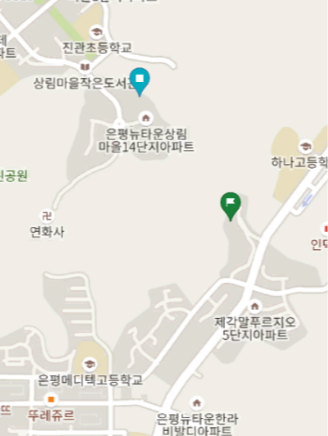 진관초등학교
상림마을작은도서관
은평뉴타운상림
마을14단지아파트
하나고등학
진공원
연화사
제각말푸르지오
5단지아파트
은평메디텍고등학교
뜨
뚜레쥬르
은평뉴타운한라
비발디아파트